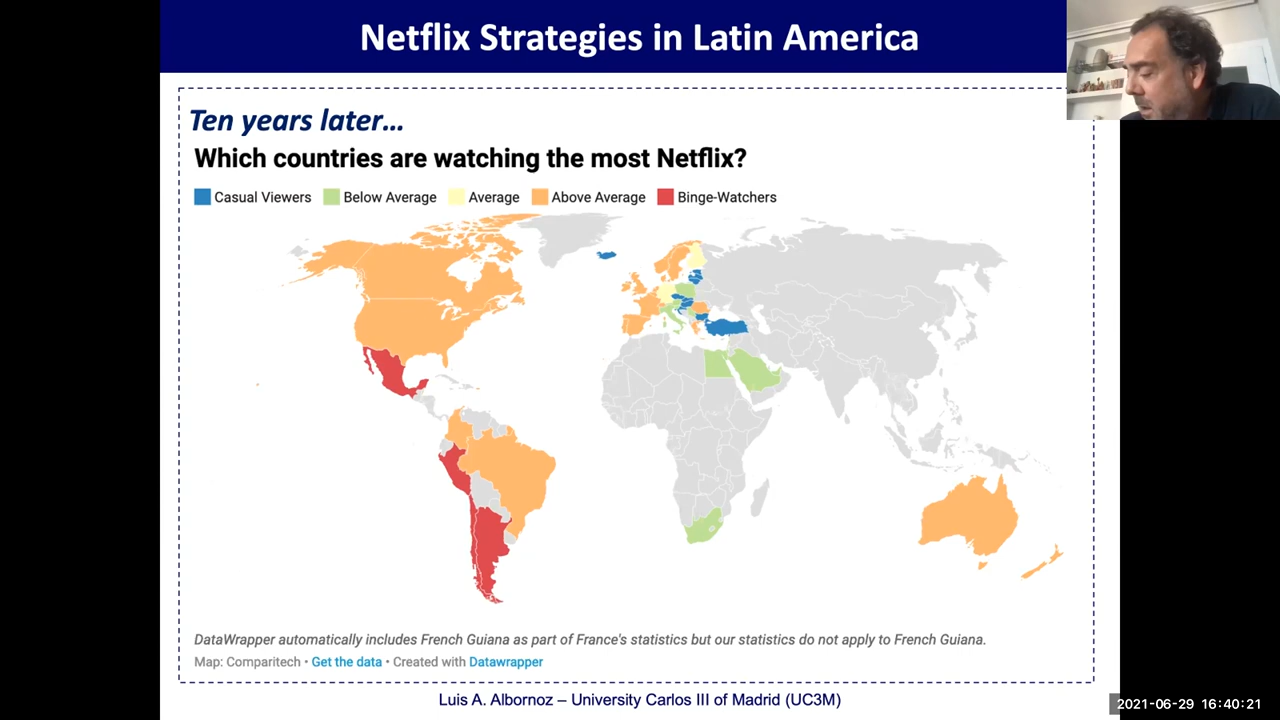 Netflix Strategies in Latin America
Ten years later...
Which countries are watching the most Netflix?
Casual Viewers Below Average Average Above Average Binge-Watchers
DataWrapper automatically includes French Guiana as part of France's statistics but our statistics do not apply to French Guiana.
Map: Comparitech • Get the data • Created with Datawrapper
Luis A. Albornoz – University Carlos III of Madrid (UC3M)
2021-06-29 16:40:21